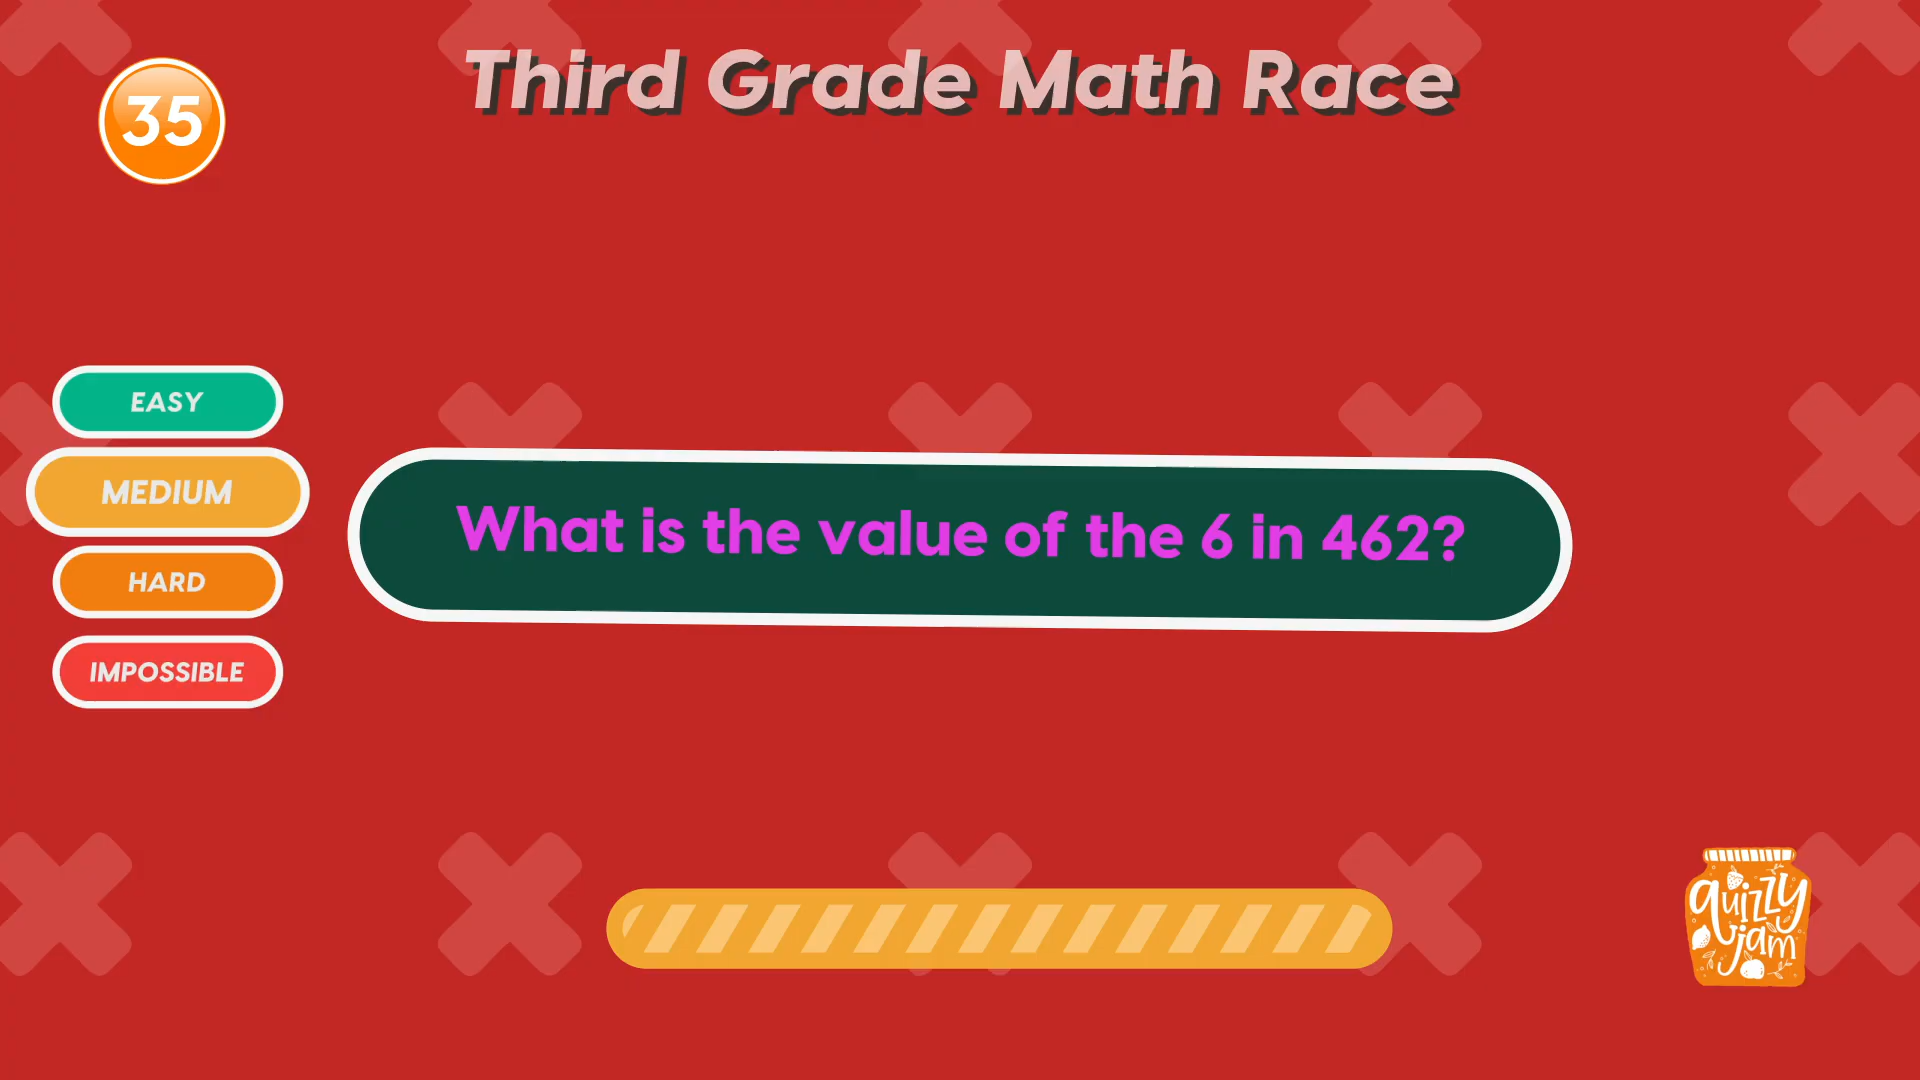 Third Grade Math Race
35
EASY
MEDIUM
HARD
IMPOSSIBLE
What is the value of the 6 in 462?
quizzy
jam